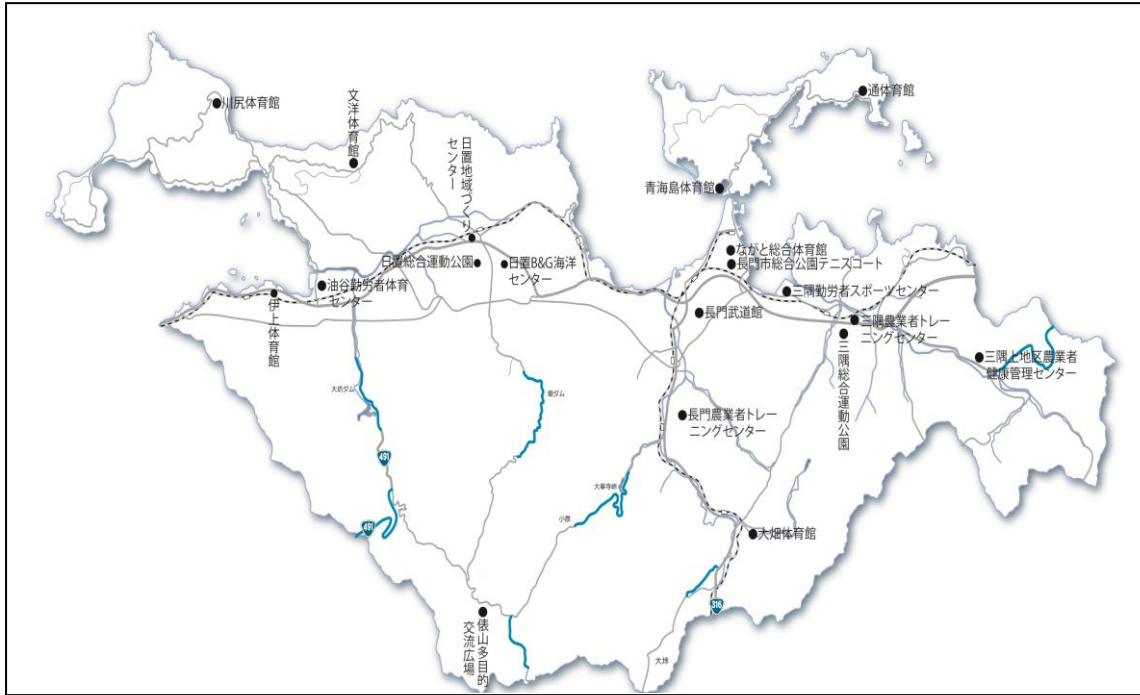 川尻体育館
文洋体育館
日置地域づくり
センター
通体育館
青海島体育館
ながと総合体育館
長門市総合公園テニスコート
日置総合運動公園
日置B&G海洋
センター
油谷勤労者体育
センター
伊上体育館
三隅勤労者スポーツセンター
長門武道館
三隅農業者トレー
ニングセンター
三隅総合運動公園
三隅上地区農業者
健康管理センター
大坊ダム
長門農業者トレー
ニングセンター
491
小原
491
大畑体育館
316
俵山多目的
交流広場